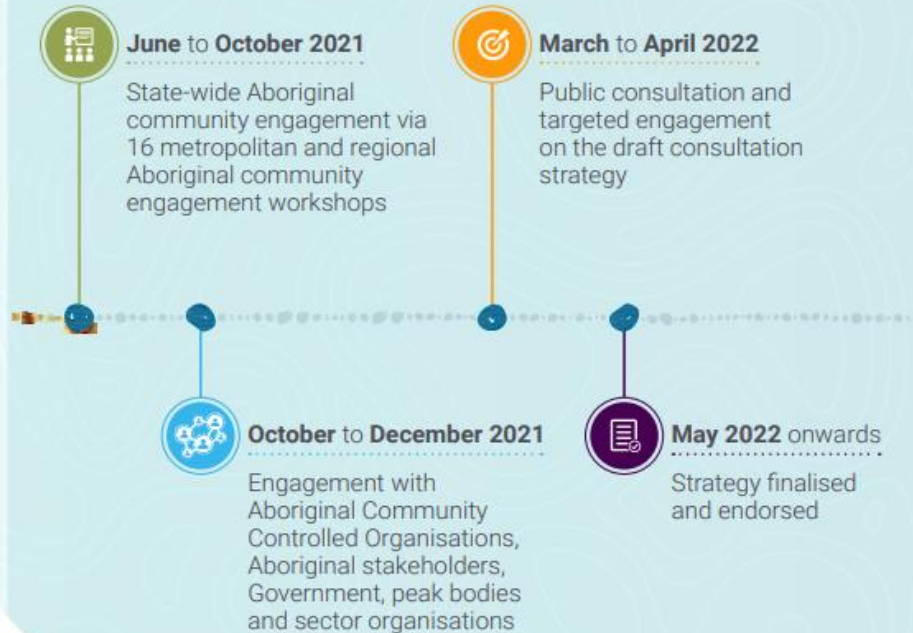 June to October 2021
State-wide Aboriginal
community engagement via
16 metropolitan and regional
Aboriginal community
engagement workshops
March to April 2022
Public consultation and
targeted engagement
on the draft consultation
strategy
October to December 2021
Engagement with
Aboriginal Community
Controlled Organisations,
Aboriginal stakeholders,
Government, peak bodies
and sector organisations
May 2022 onwards
Strategy finalised
and endorsed